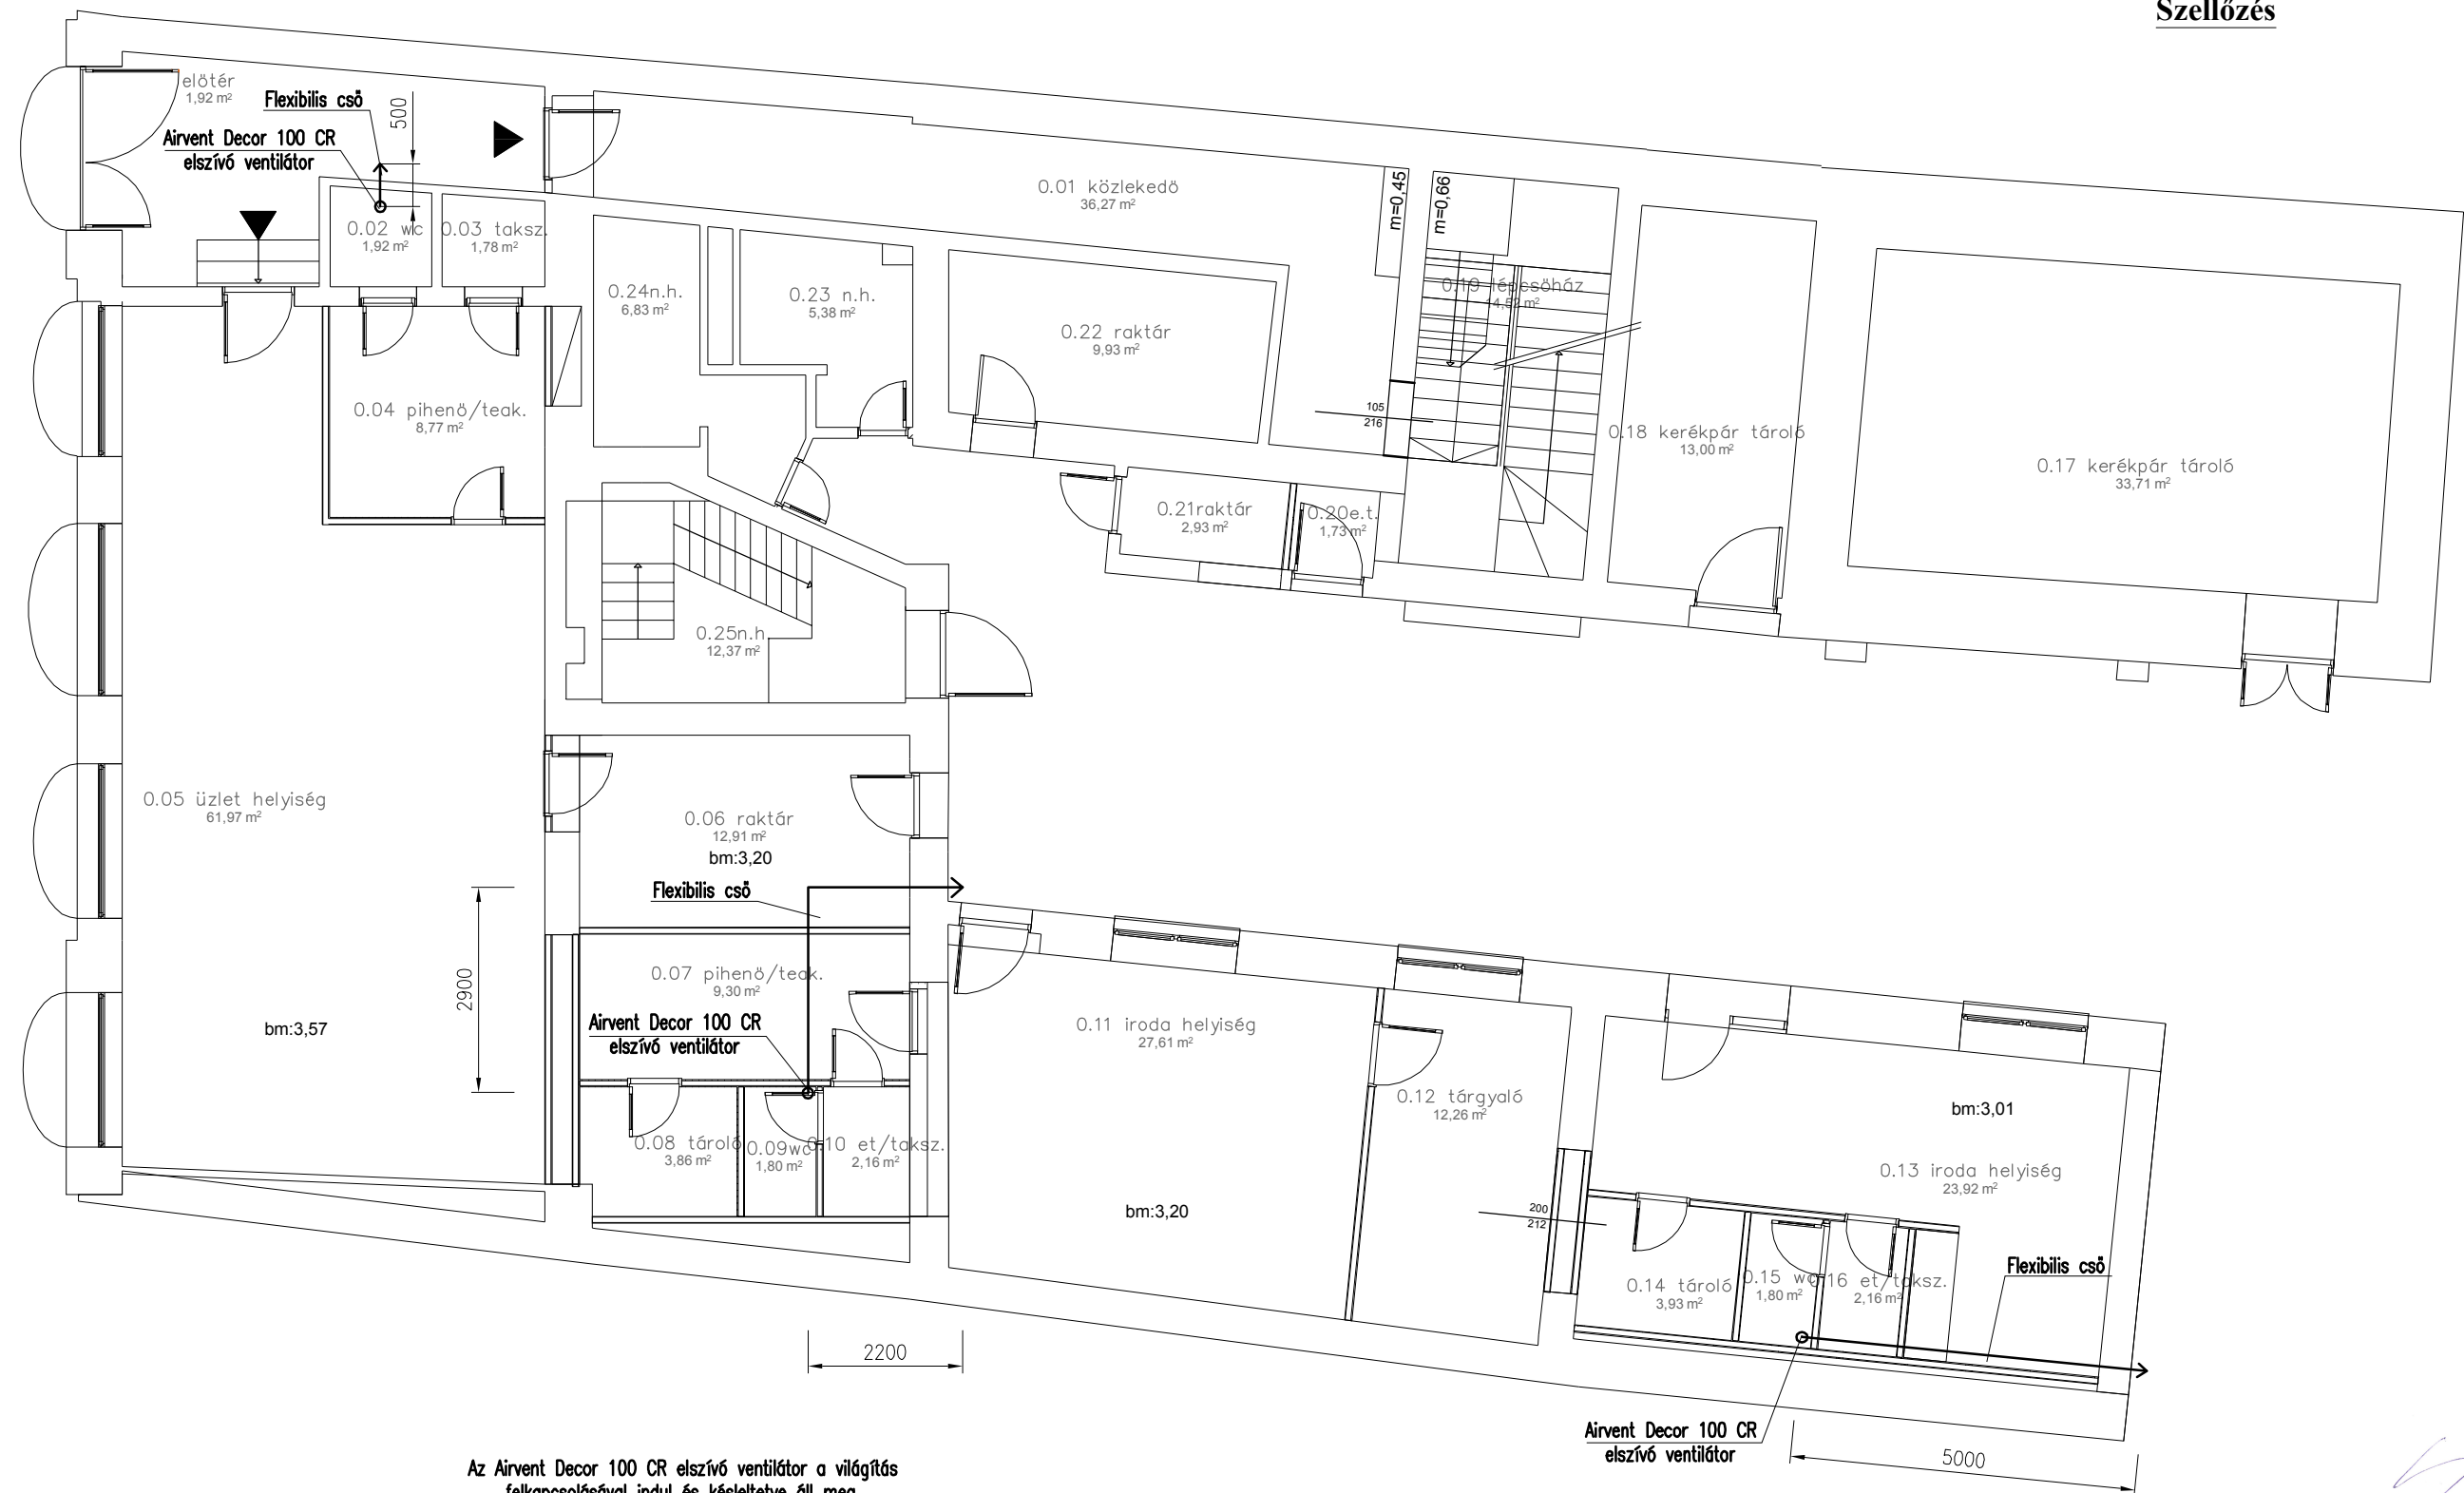 Szellőzés
előtér
1,92 m²
Flexibilis cső
500
Airvent Decor 100 CR
elszívó ventilátor
0.01 közlekedő
36,27 m²
m=0,45
m=0,66
0.02 wc
1,92 m²
0.03 taksz.
1,78 m²
0.24n.h.
6,83 m²
0.23 n.h.
5,38 m²
0.22 raktár
9,93 m²
0.19 lépcsőház
14,52 m²
105
216
0.18 kerékpár tároló
13,00 m²
0.17 kerékpár tároló
33,71 m²
0.04 pihenő/teak.
8,77 m²
0.21raktár
2,93 m²
0.20e.t.
1,73 m²
0.25n.h.
12,37 m²
0.05 üzlet helyiség
61,97 m²
0.06 raktár
12,91 m²
bm:3,20
Flexibilis cső
2900
0.07 pihenő/teak.
9,30 m²
Airvent Decor 100 CR
elszívó ventilátor
bm:3,57
0.11 iroda helyiség
27,61 m²
0.12 tárgyaló
12,26 m²
bm:3,01
0.08 tároló
3,86 m²
0.09wc
1,80 m²
0.10 et/taksz.
2,16 m²
0.13 iroda helyiség
23,92 m²
bm:3,20
200
212
Flexibilis cső
0.14 tároló
3,93 m²
0.15 wc
1,80 m²
0.16 et/taksz.
2,16 m²
2200
Airvent Decor 100 CR
elszívó ventilátor
5000
Az Airvent Decor 100 CR elszívó ventilátor a világítás
felkapcsolásával indul és késleltetve áll meg